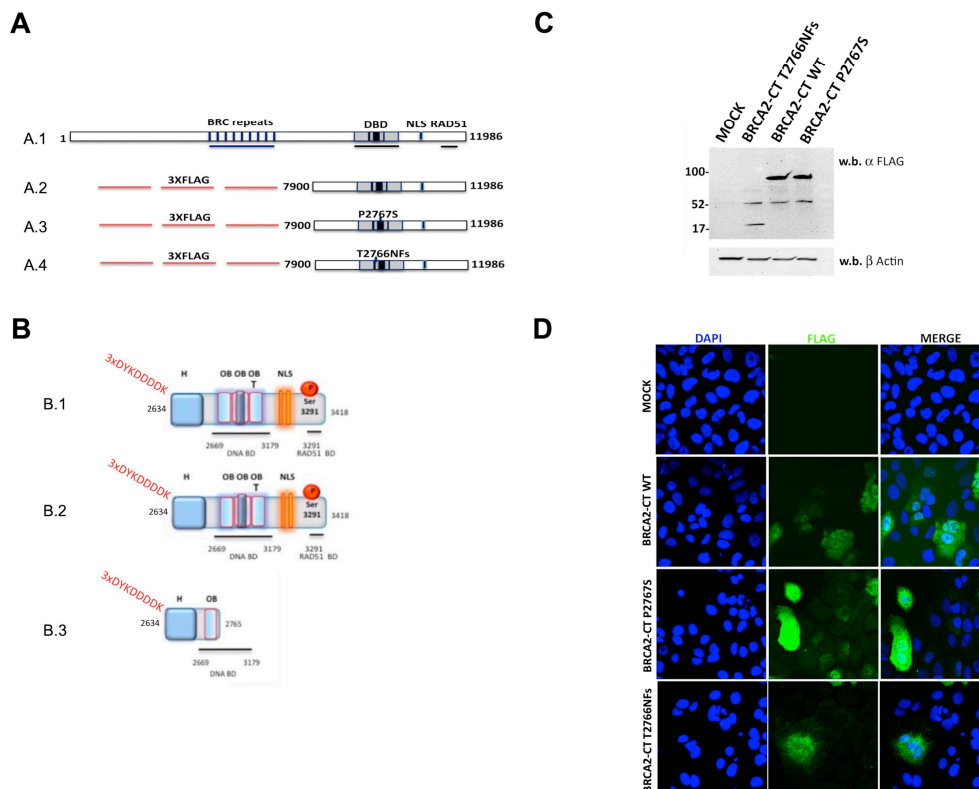 A
BRC repeats DBD NLS RAD51
A.1 1 11986
A.2 3XFLAG 7900 11986
P2767S
A.3 3XFLAG 7900 11986
T2766NFs
A.4 3XFLAG 7900 11986
B
3xDYKDDDDK
H OB OB OB NLS
T
P
Ser
3291
B.1 2634 3418
2669 3179 3291
DNA BD RAD51 BD
3xDYKDDDDK
H OB OB OB NLS
T
P
Ser
3291
B.2 2634 3418
2669 3179 3291
DNA BD RAD51 BD
3xDYKDDDDK
H OB
B.3 2634 2765
2669 3179
DNA BD
C
MOCK
BRCA2-CT T2766NFs
BRCA2-CT WT
BRCA2-CT P2767S
100-
52-
17-
w.b. α FLAG
w.b. β Actin
D
DAPI FLAG MERGE
MOCK
BRCA2-CT WT
BRCA2-CT P2767S
BRCA2-CT T2766NFs